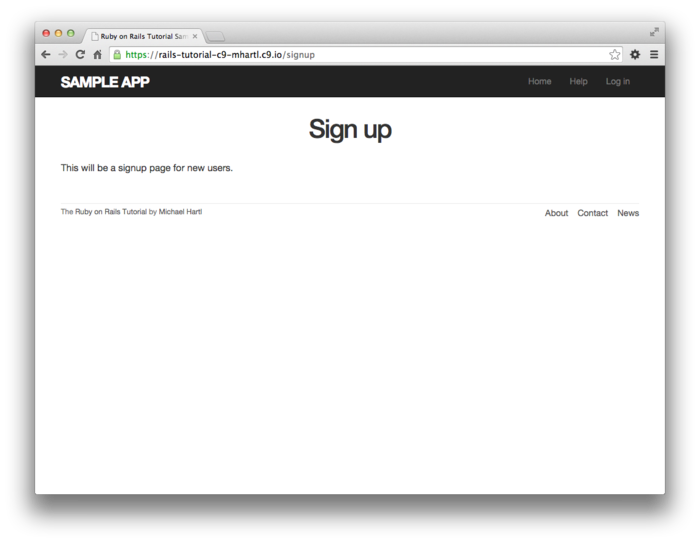 Ruby on Rails Tutorial Sam
https://rails-tutorial-c9-mhartl.c9.io/signup
SAMPLE APP Home Help Log in
Sign up
This will be a signup page for new users.
The Ruby on Rails Tutorial by Michael Hartl About Contact News